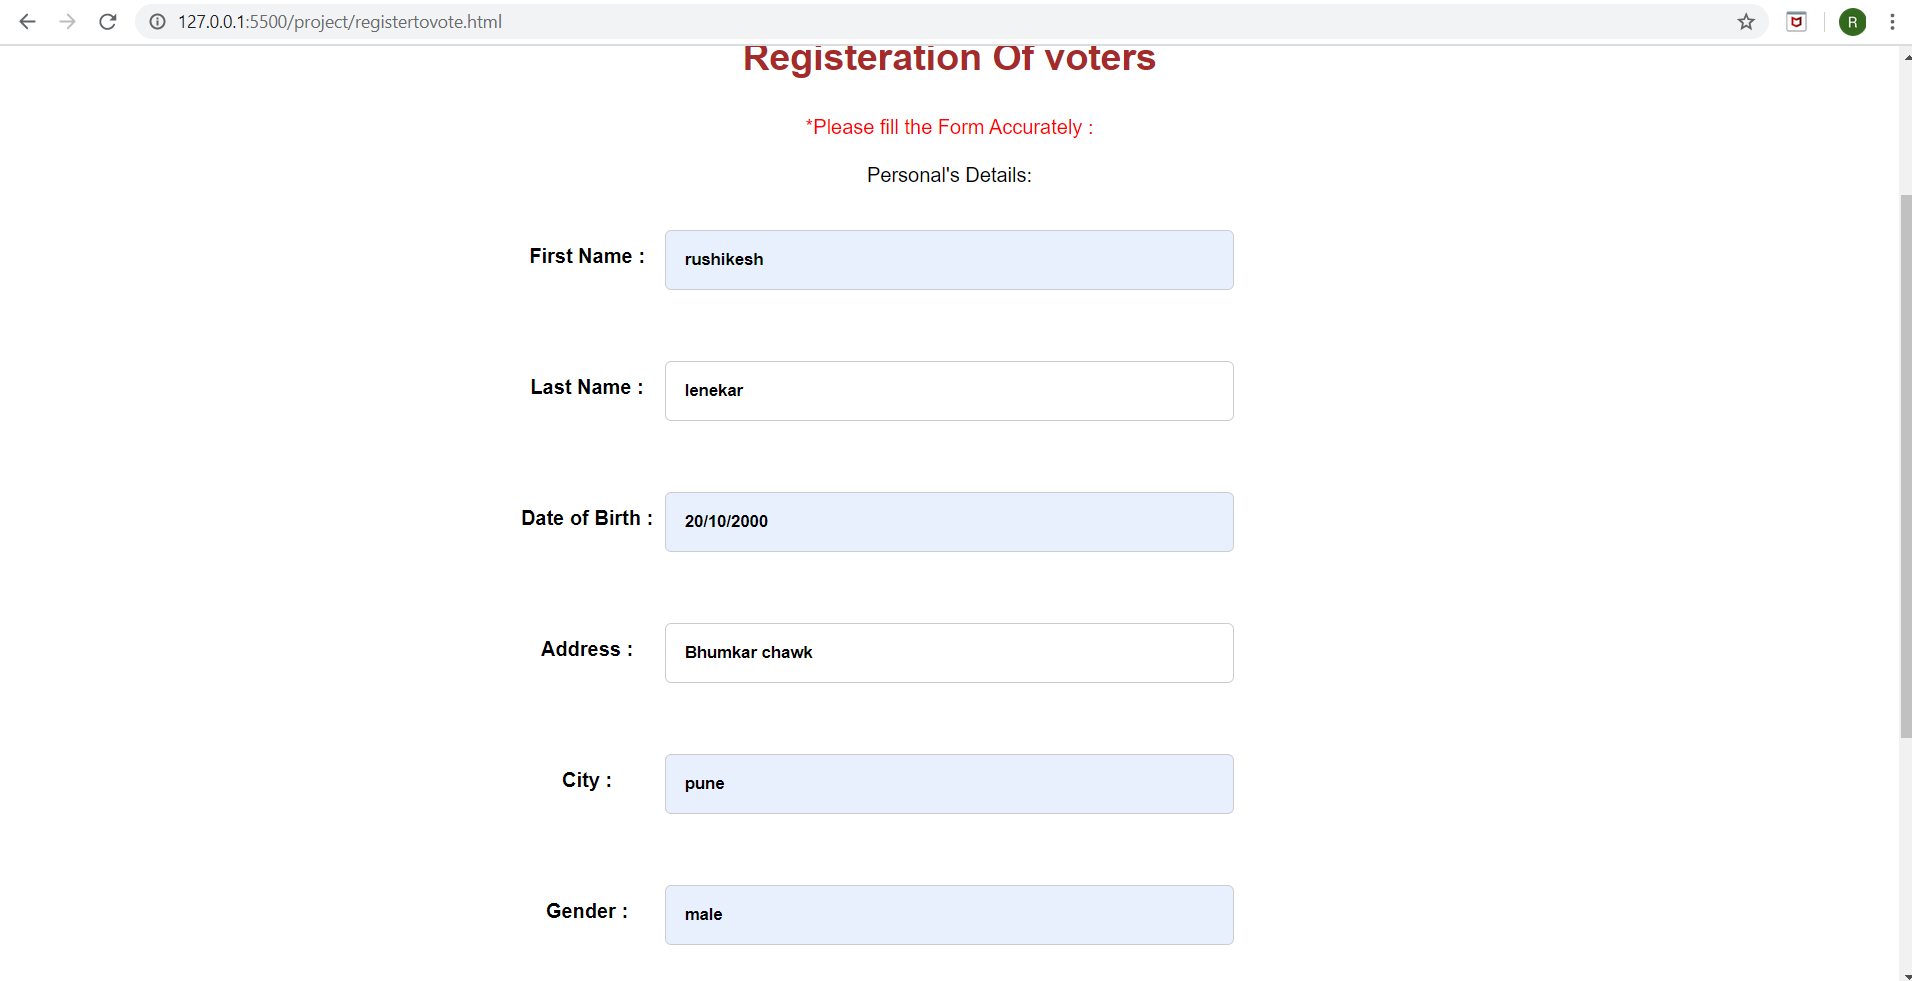 127.0.0.1:5500/project/registertovote.html
R
Registeration Of voters
*Please fill the Form Accurately :
Personal's Details:
First Name : rushikesh
Last Name : lenekar
Date of Birth : 20/10/2000
Address : Bhumkar chawk
City : pune
Gender : male